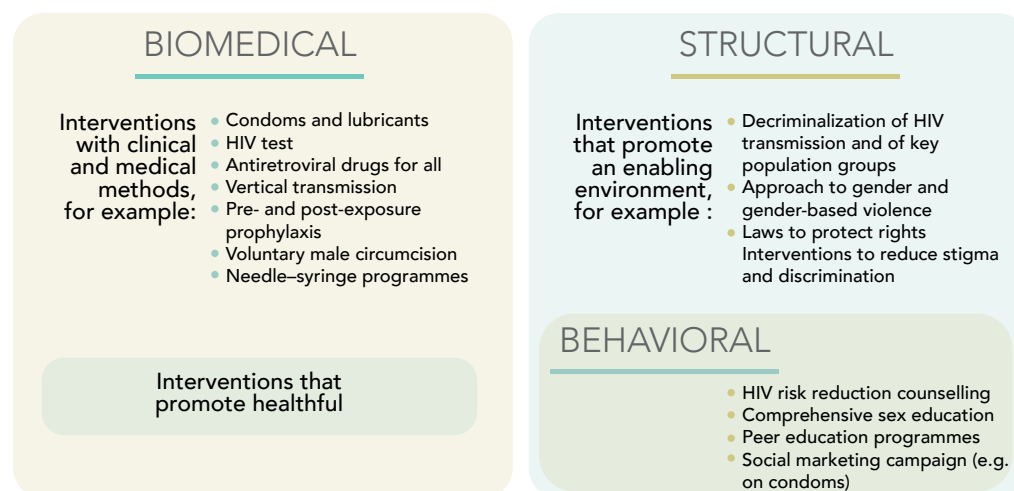 BIOMEDICAL
Interventions
with clinical
and medical
methods,
for example:
Condoms and lubricants
HIV test
Antiretroviral drugs for all
Vertical transmission
Pre- and post-exposure
prophylaxis
Voluntary male circumcision
Needle–syringe programmes
Interventions that
promote healthful
STRUCTURAL
Interventions
that promote
an enabling
environment,
for example :
Decriminalization of HIV
transmission and of key
population groups
Approach to gender and
gender-based violence
Laws to protect rights
Interventions to reduce stigma
and discrimination
BEHAVIORAL
HIV risk reduction counselling
Comprehensive sex education
Peer education programmes
Social marketing campaign (e.g.
on condoms)